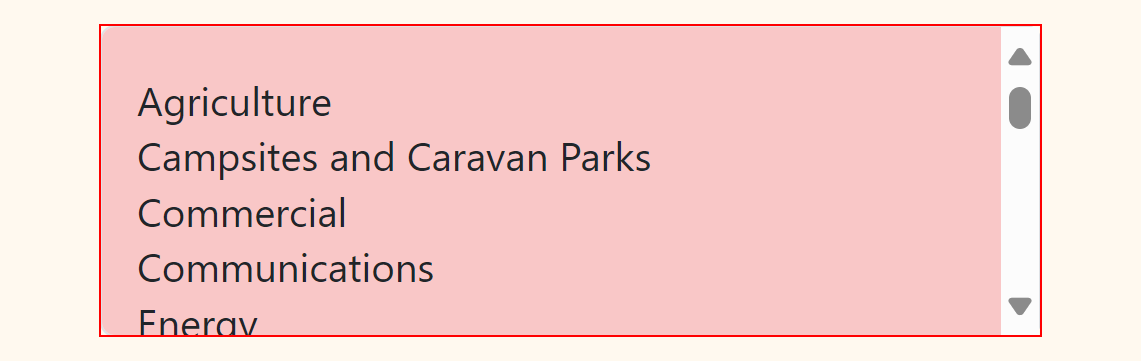 Agriculture
Campsites and Caravan Parks
Commercial
Communications
Energy